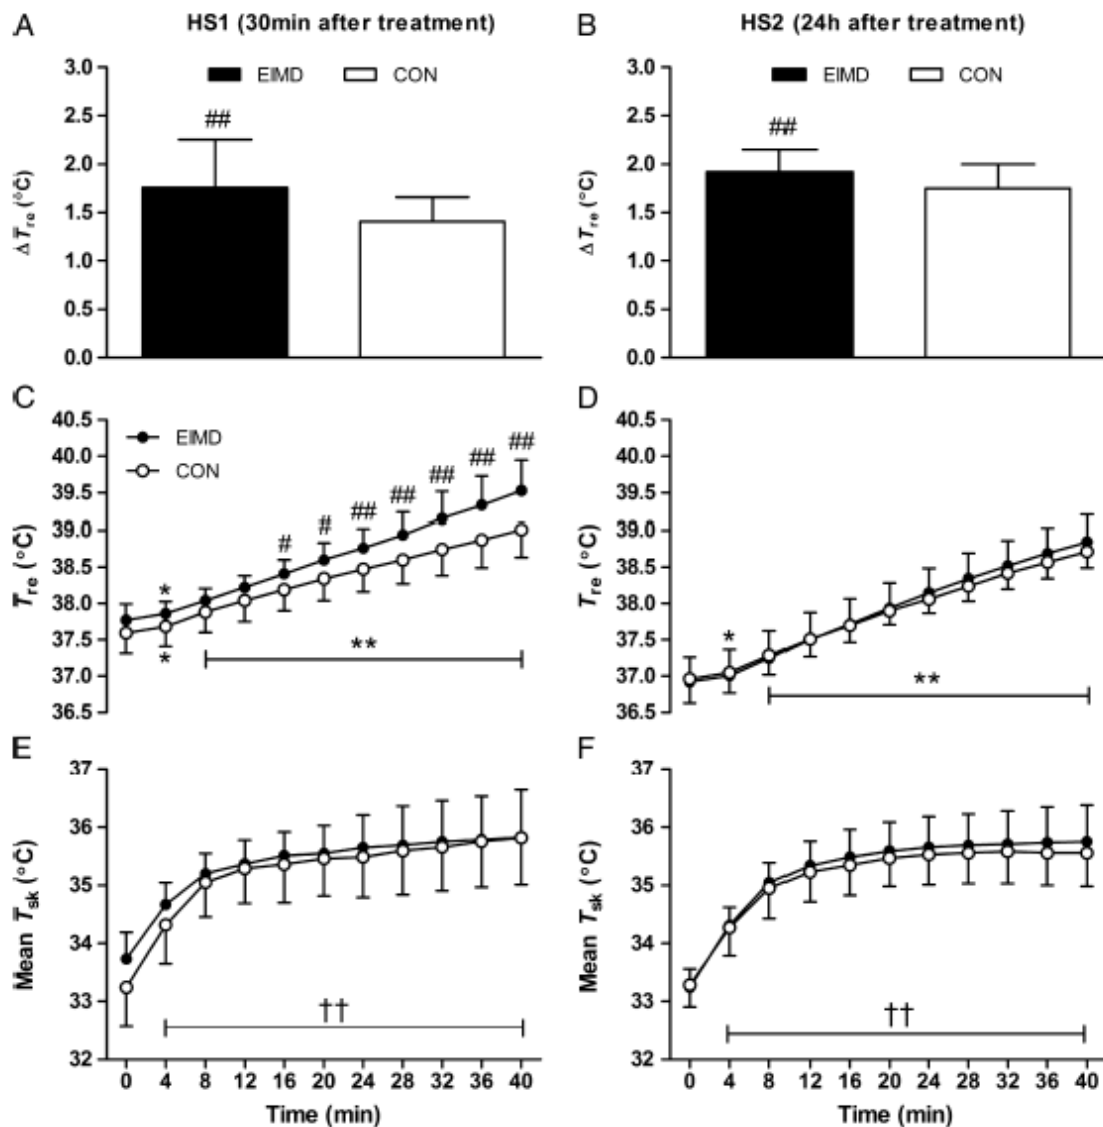 A HS1 (30min after treatment)
EIMD CON
3.0
2.5
2.0
1.5
1.0
0.5
0.0
Δ Tre (°C)
##
B HS2 (24h after treatment)
EIMD CON
3.0
2.5
2.0
1.5
1.0
0.5
0.0
Δ Tre (°C)
##
C
EIMD
CON
40.5
40.0
39.5
39.0
38.5
38.0
37.5
37.0
36.5
Tre (°C)
* # # ## ## ## ## ##
*
**
D
40.5
40.0
39.5
39.0
38.5
38.0
37.5
37.0
36.5
Tre (°C)
*
**
E
37
36
35
34
33
32
Mean Tsk (°C)
††
0 4 8 12 16 20 24 28 32 36 40
Time (min)
F
37
36
35
34
33
32
Mean Tsk (°C)
††
0 4 8 12 16 20 24 28 32 36 40
Time (min)